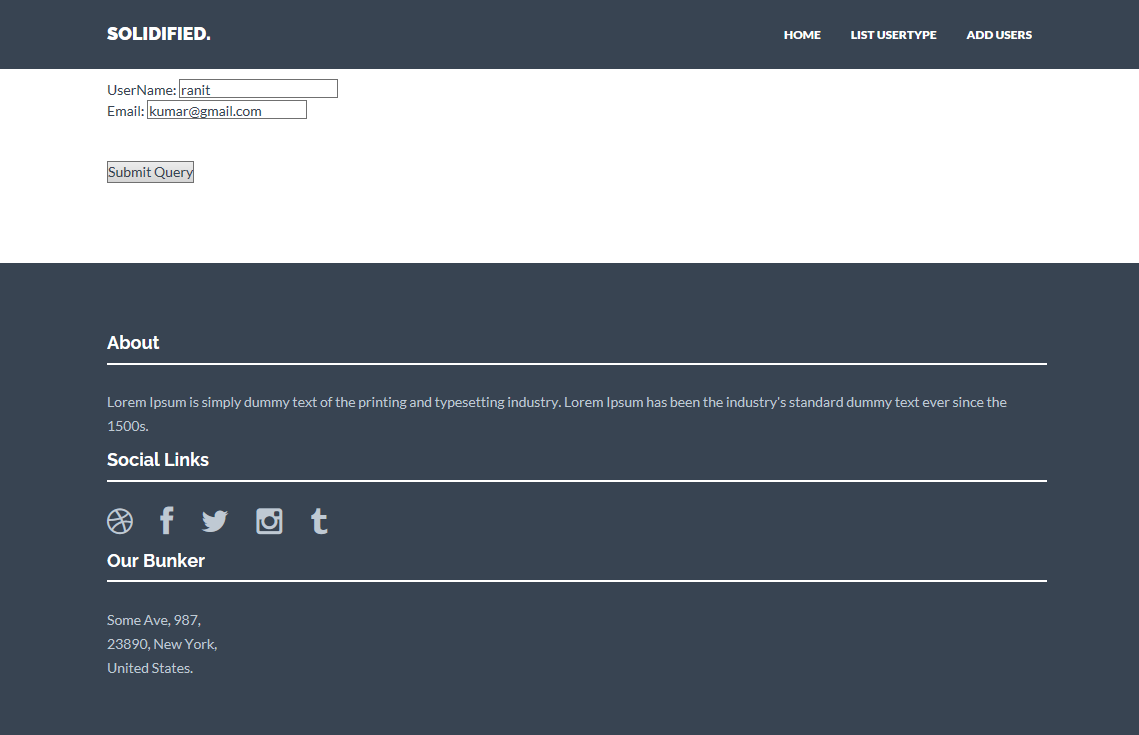 SOLIDIFIED.
HOME LIST USERTYPE ADD USERS
UserName: ranit
Email: kumar@gmail.com
Submit Query
About
Lorem Ipsum is simply dummy text of the printing and typesetting industry. Lorem Ipsum has been the industry's standard dummy text ever since the
1500s.
Social Links
Our Bunker
Some Ave, 987,
23890, New York,
United States.